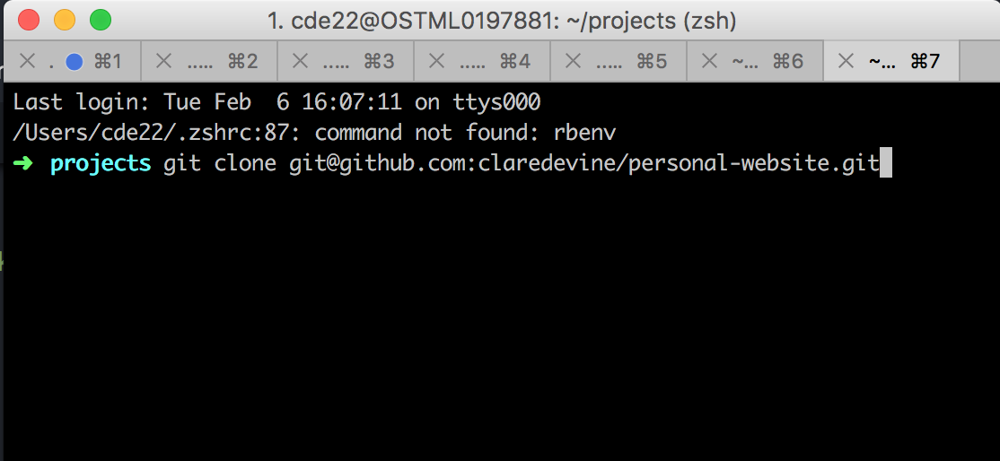 1. cde22@OSTML0197881: ~/projects (zsh)
. ⌘1 ..... ⌘2 ..... ⌘3 ..... ⌘4 ..... ⌘5 ~... ⌘6 ~... ⌘7
Last login: Tue Feb  6 16:07:11 on ttys000
/Users/cde22/.zshrc:87: command not found: rbenv
➜  projects git clone git@github.com:claredevine/personal-website.git